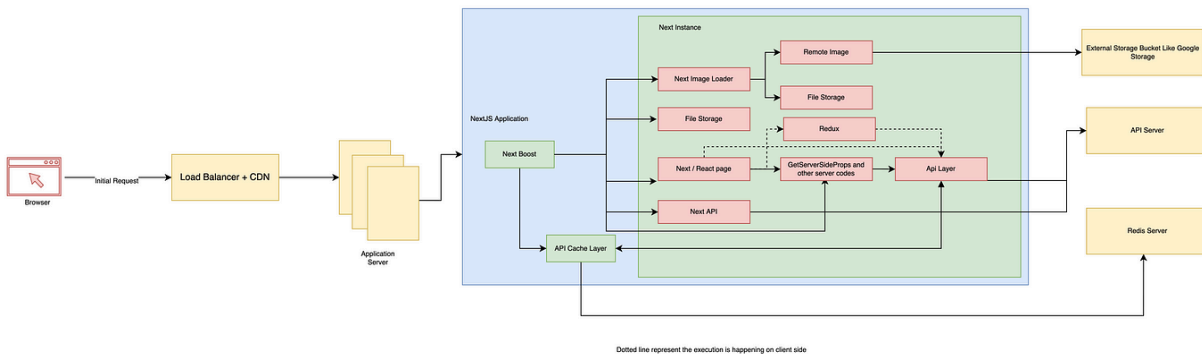 Next Instance
Remote Image
External Storage Bucket Like Google
Storage
Next Image Loader
File Storage
NextJS Application
File Storage
Redux
API Server
Next Boost
Load Balancer + CDN
Initial Request
Browser
Next / React page
GetServerSideProps and
other server codes
Api Layer
Next API
Application
Server
API Cache Layer
Redis Server
Dotted line represent the execution is happening on client side